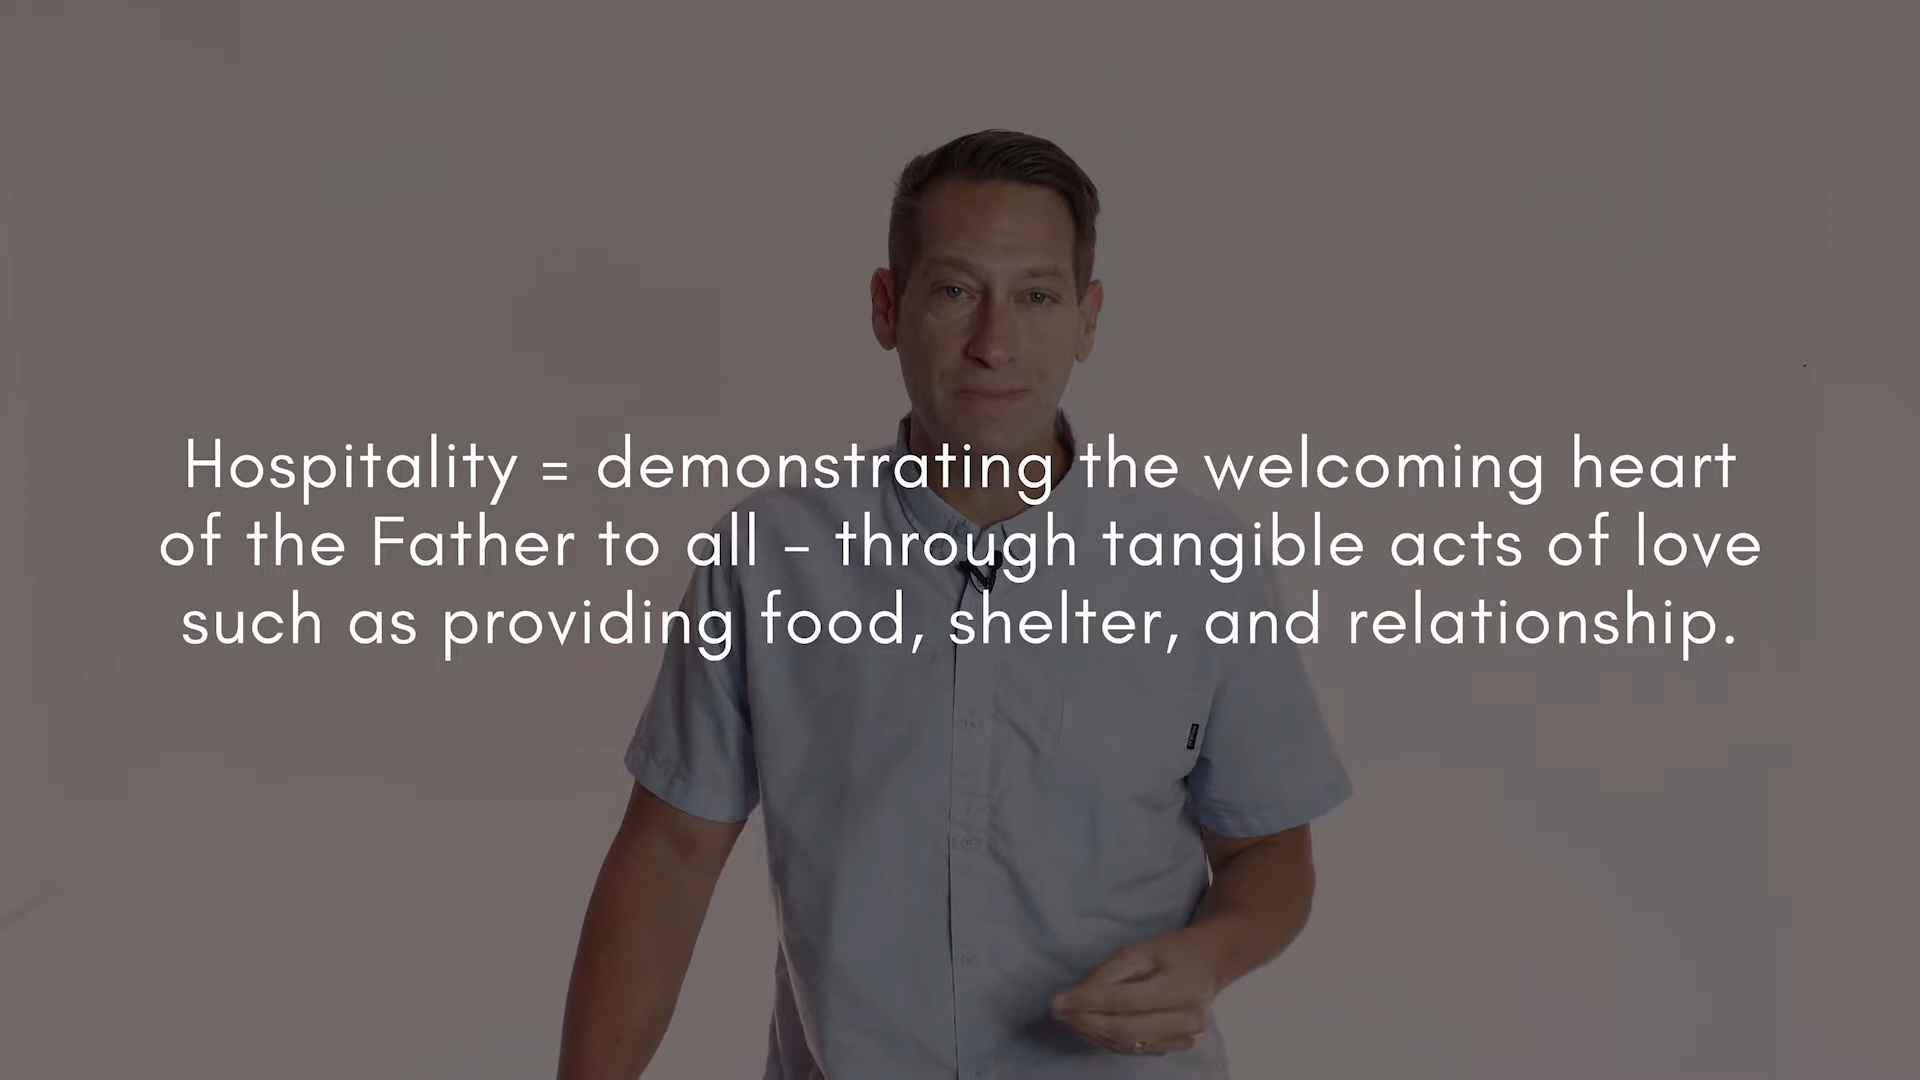 Hospitality = demonstrating the welcoming heart
of the Father to all - through tangible acts of love
such as providing food, shelter, and relationship.